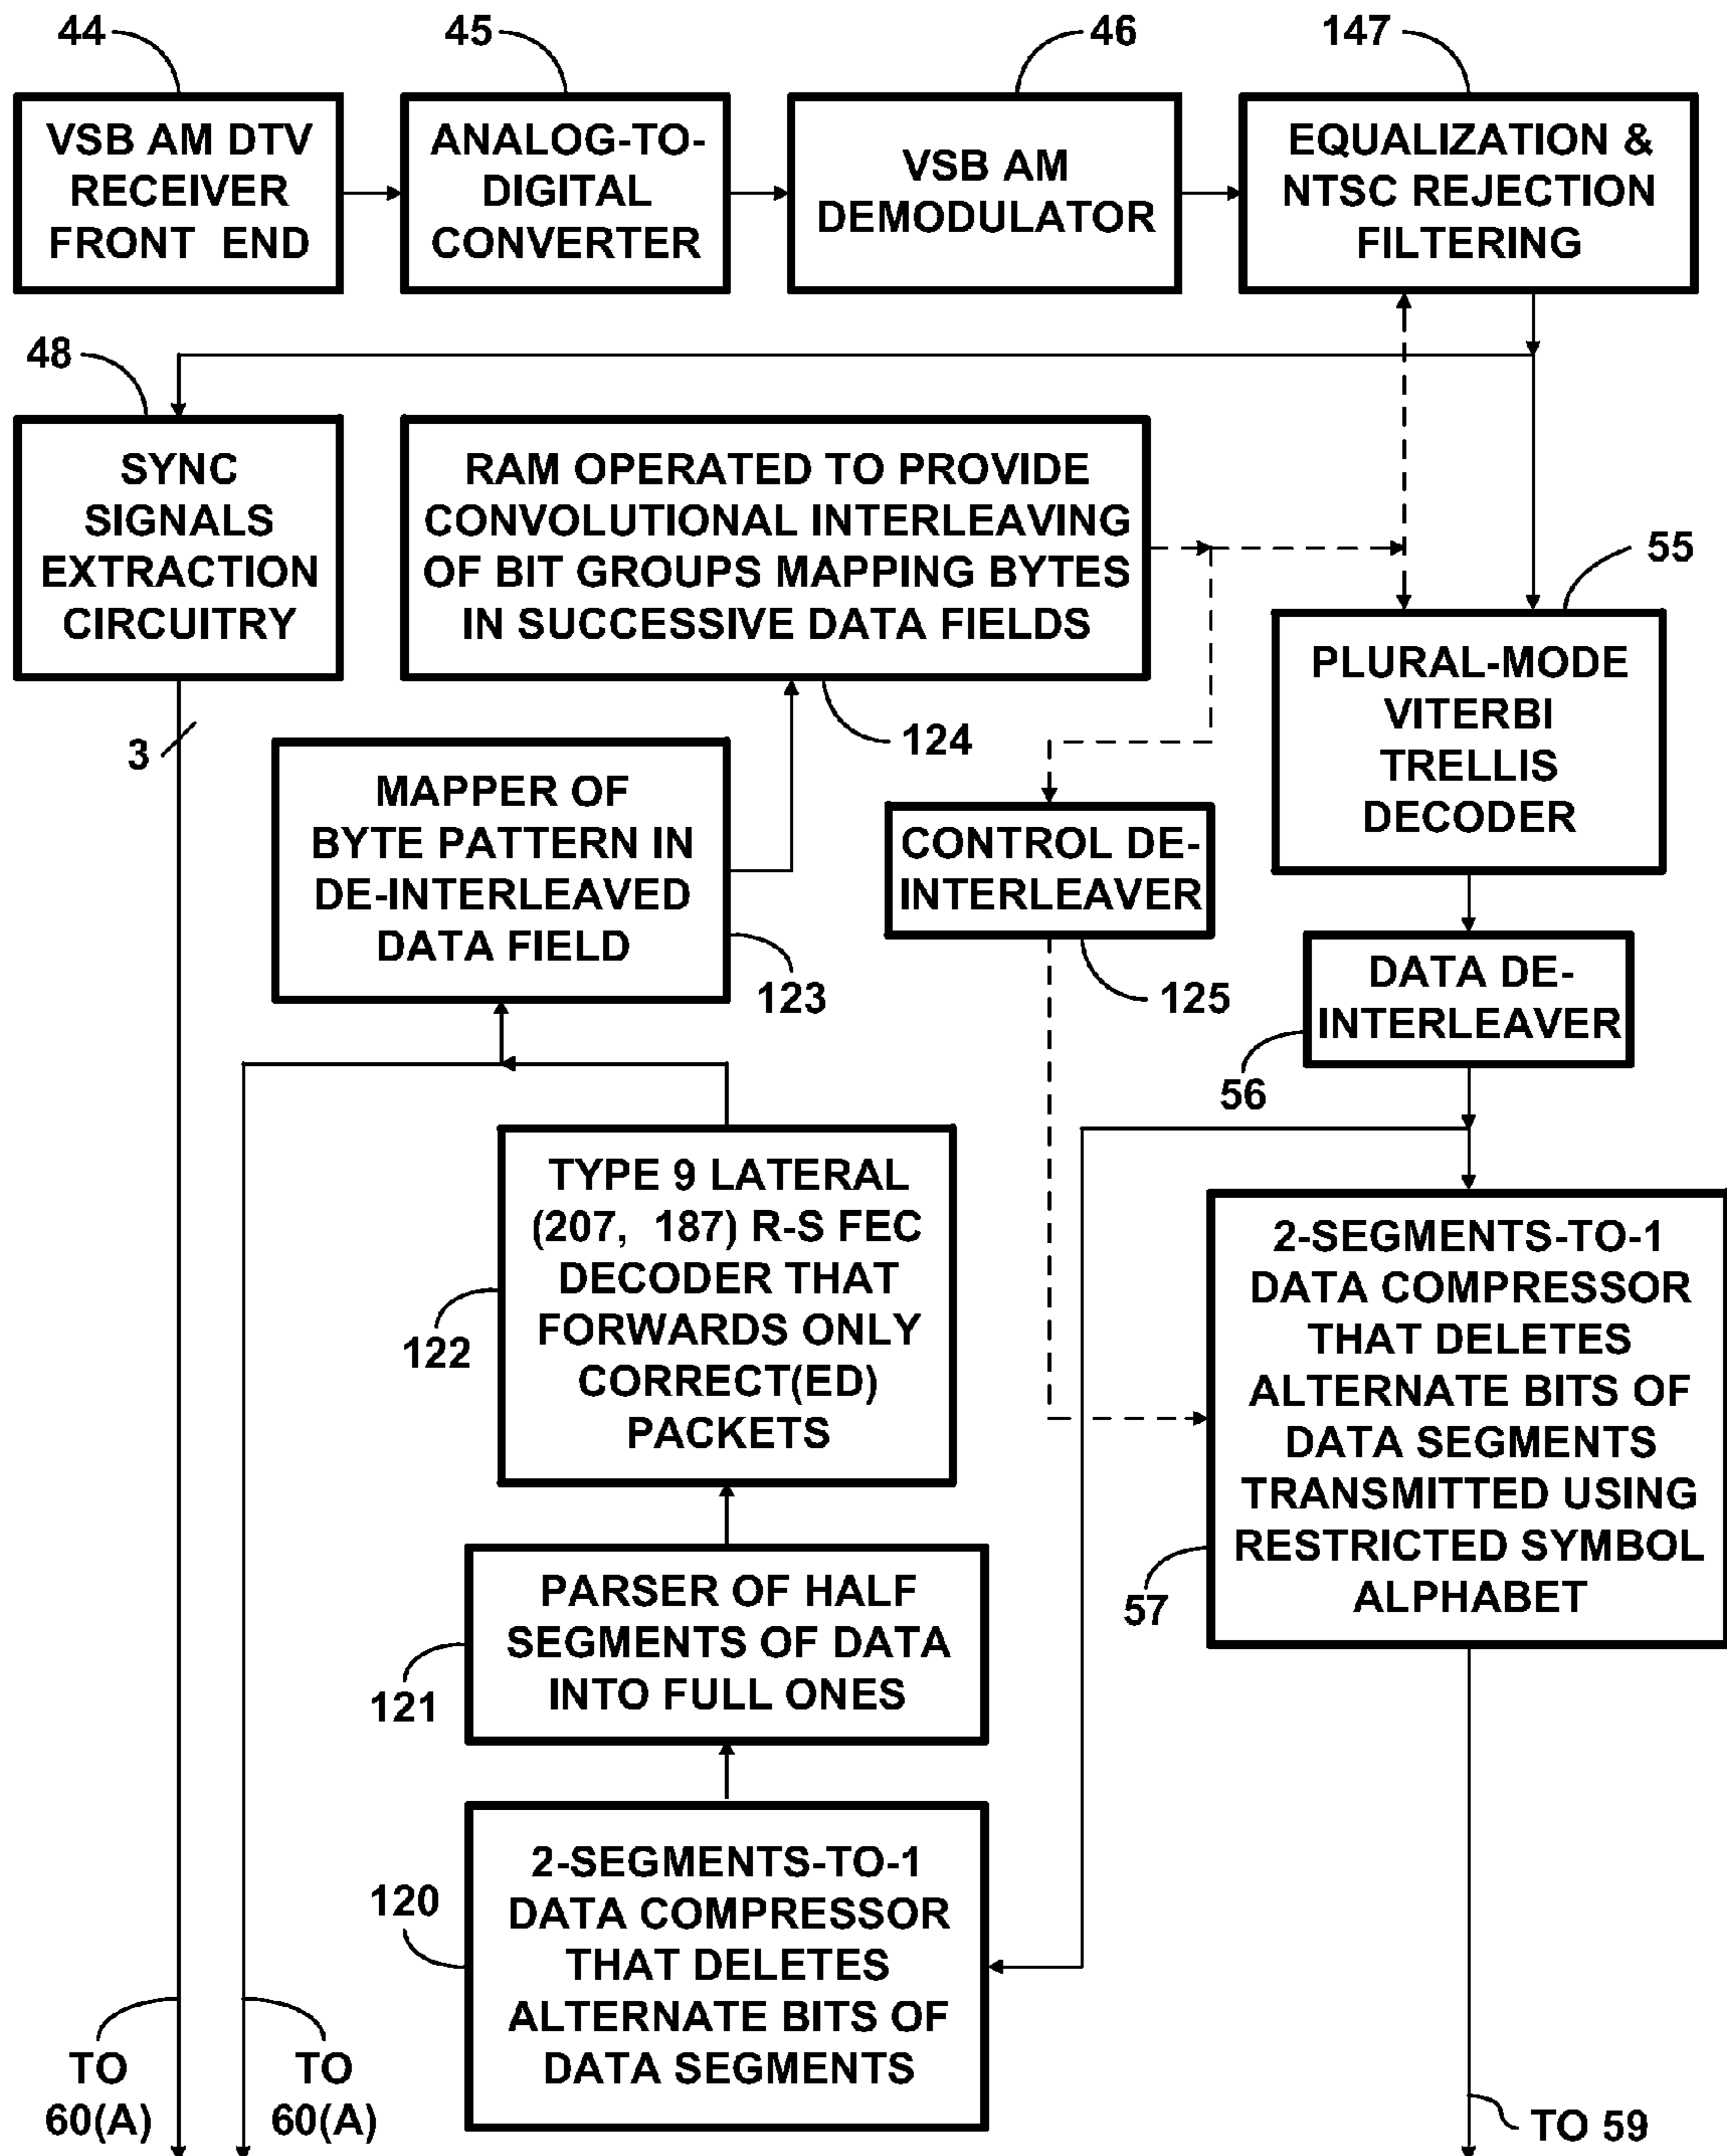 44
45
46
147
VSB AM DTV
RECEIVER
FRONT END
ANALOG-TO-
DIGITAL
CONVERTER
VSB AM
DEMODULATOR
EQUALIZATION &
NTSC REJECTION
FILTERING
48
SYNC
SIGNALS
EXTRACTION
CIRCUITRY
RAM OPERATED TO PROVIDE
CONVOLUTIONAL INTERLEAVING
OF BIT GROUPS MAPPING BYTES
IN SUCCESSIVE DATA FIELDS
55
PLURAL-MODE
VITERBI
TRELLIS
DECODER
3
124
MAPPER OF
BYTE PATTERN IN
DE-INTERLEAVED
DATA FIELD
123
CONTROL DE-
INTERLEAVER
125
DATA DE-
INTERLEAVER
56
TYPE 9 LATERAL
(207, 187) R-S FEC
DECODER THAT
FORWARDS ONLY
CORRECT(ED)
PACKETS
122
2-SEGMENTS-TO-1
DATA COMPRESSOR
THAT DELETES
ALTERNATE BITS OF
DATA SEGMENTS
TRANSMITTED USING
RESTRICTED SYMBOL
ALPHABET
57
PARSER OF HALF
SEGMENTS OF DATA
INTO FULL ONES
121
2-SEGMENTS-TO-1
DATA COMPRESSOR
THAT DELETES
ALTERNATE BITS OF
DATA SEGMENTS
120
TO
60(A)
TO
60(A)
TO 59